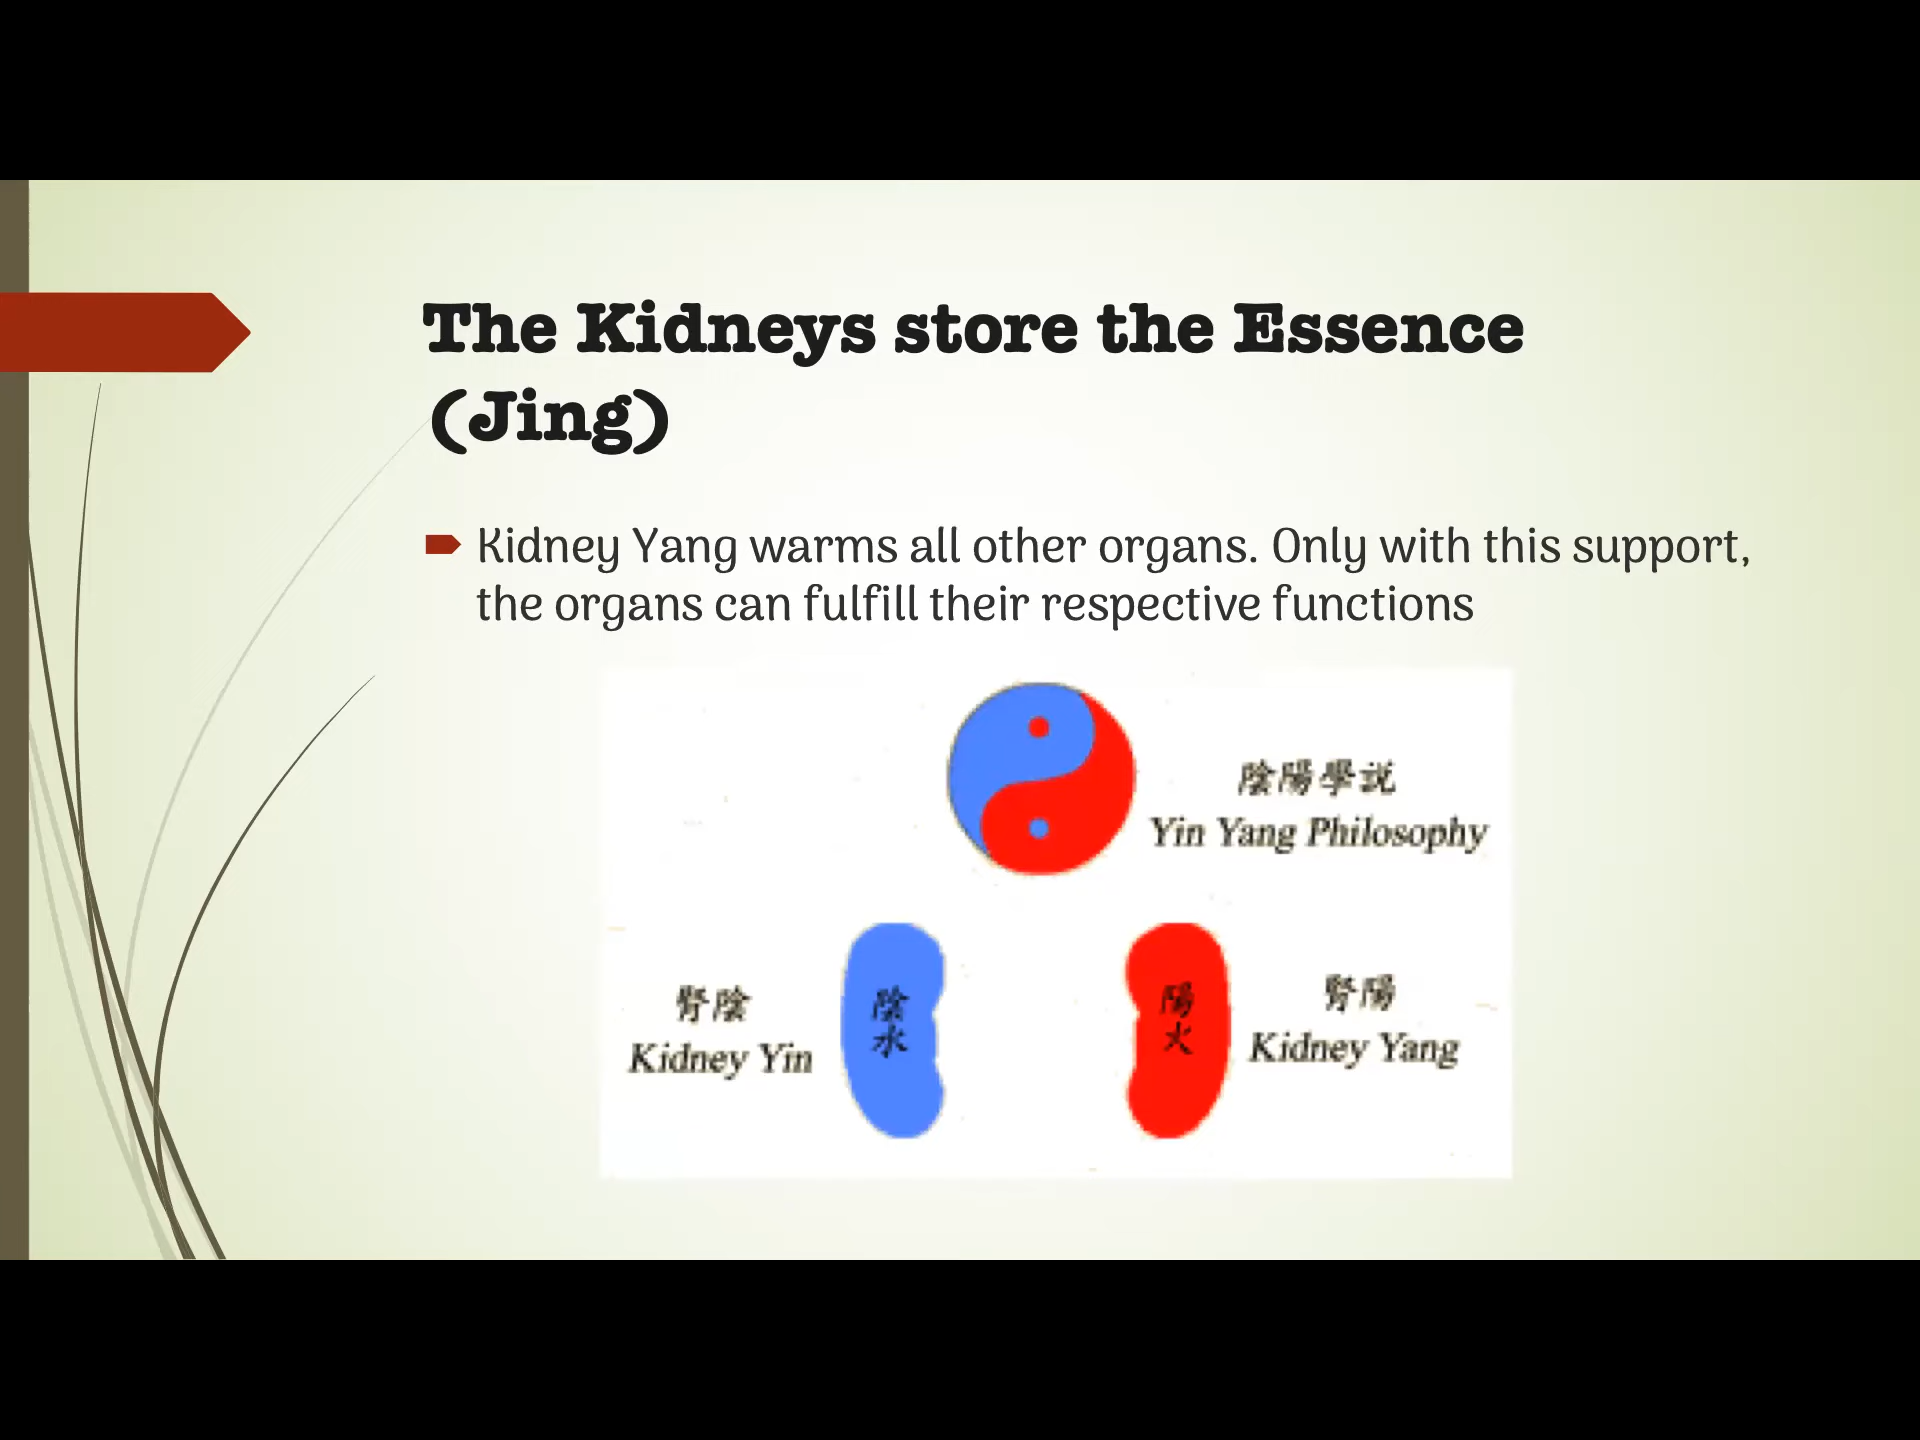 The Kidneys store the Essence
(Jing)
Kidney Yang warms all other organs. Only with this support,
the organs can fulfill their respective functions
陰陽學説
Yin Yang Philosophy
腎陰
Kidney Yin
陰
水
陽
火
腎陽
Kidney Yang